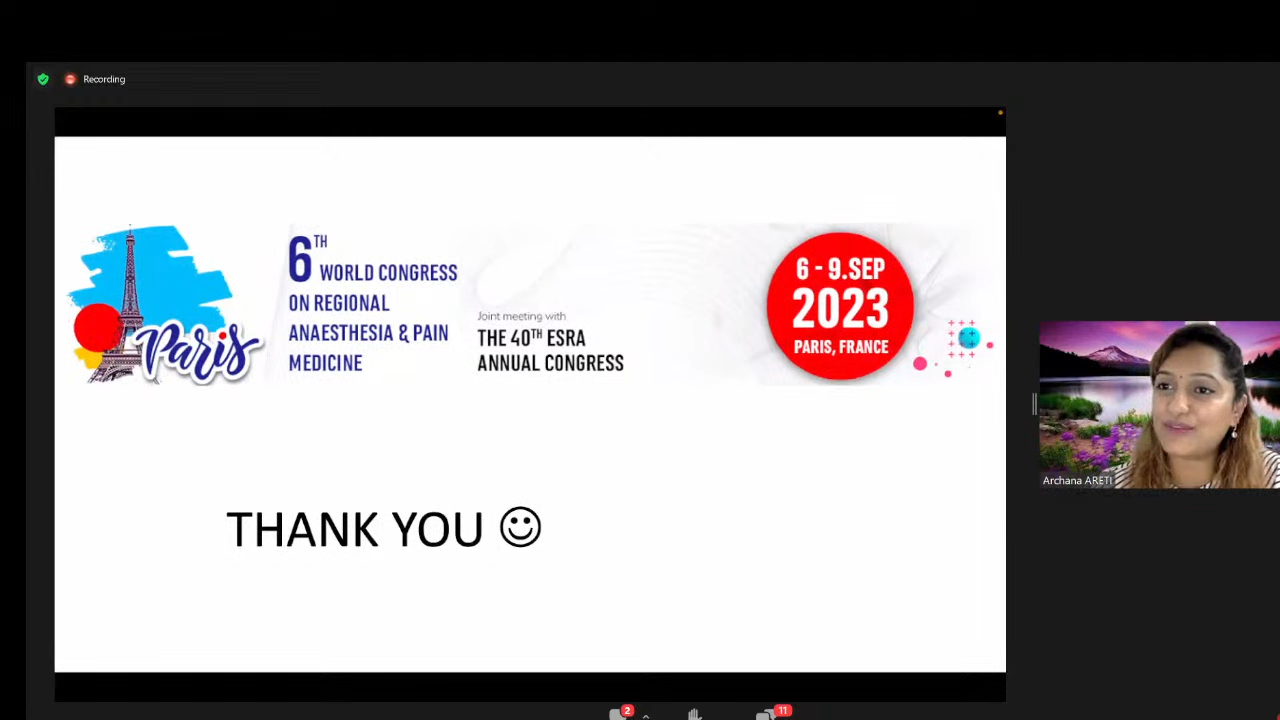 Recording
Paris
6TH WORLD CONGRESS
ON REGIONAL
ANAESTHESIA & PAIN
MEDICINE
Joint meeting with
THE 40TH ESRA
ANNUAL CONGRESS
6 - 9.SEP
2023
PARIS, FRANCE
THANK YOU ☺
Archana ARETI
2
11